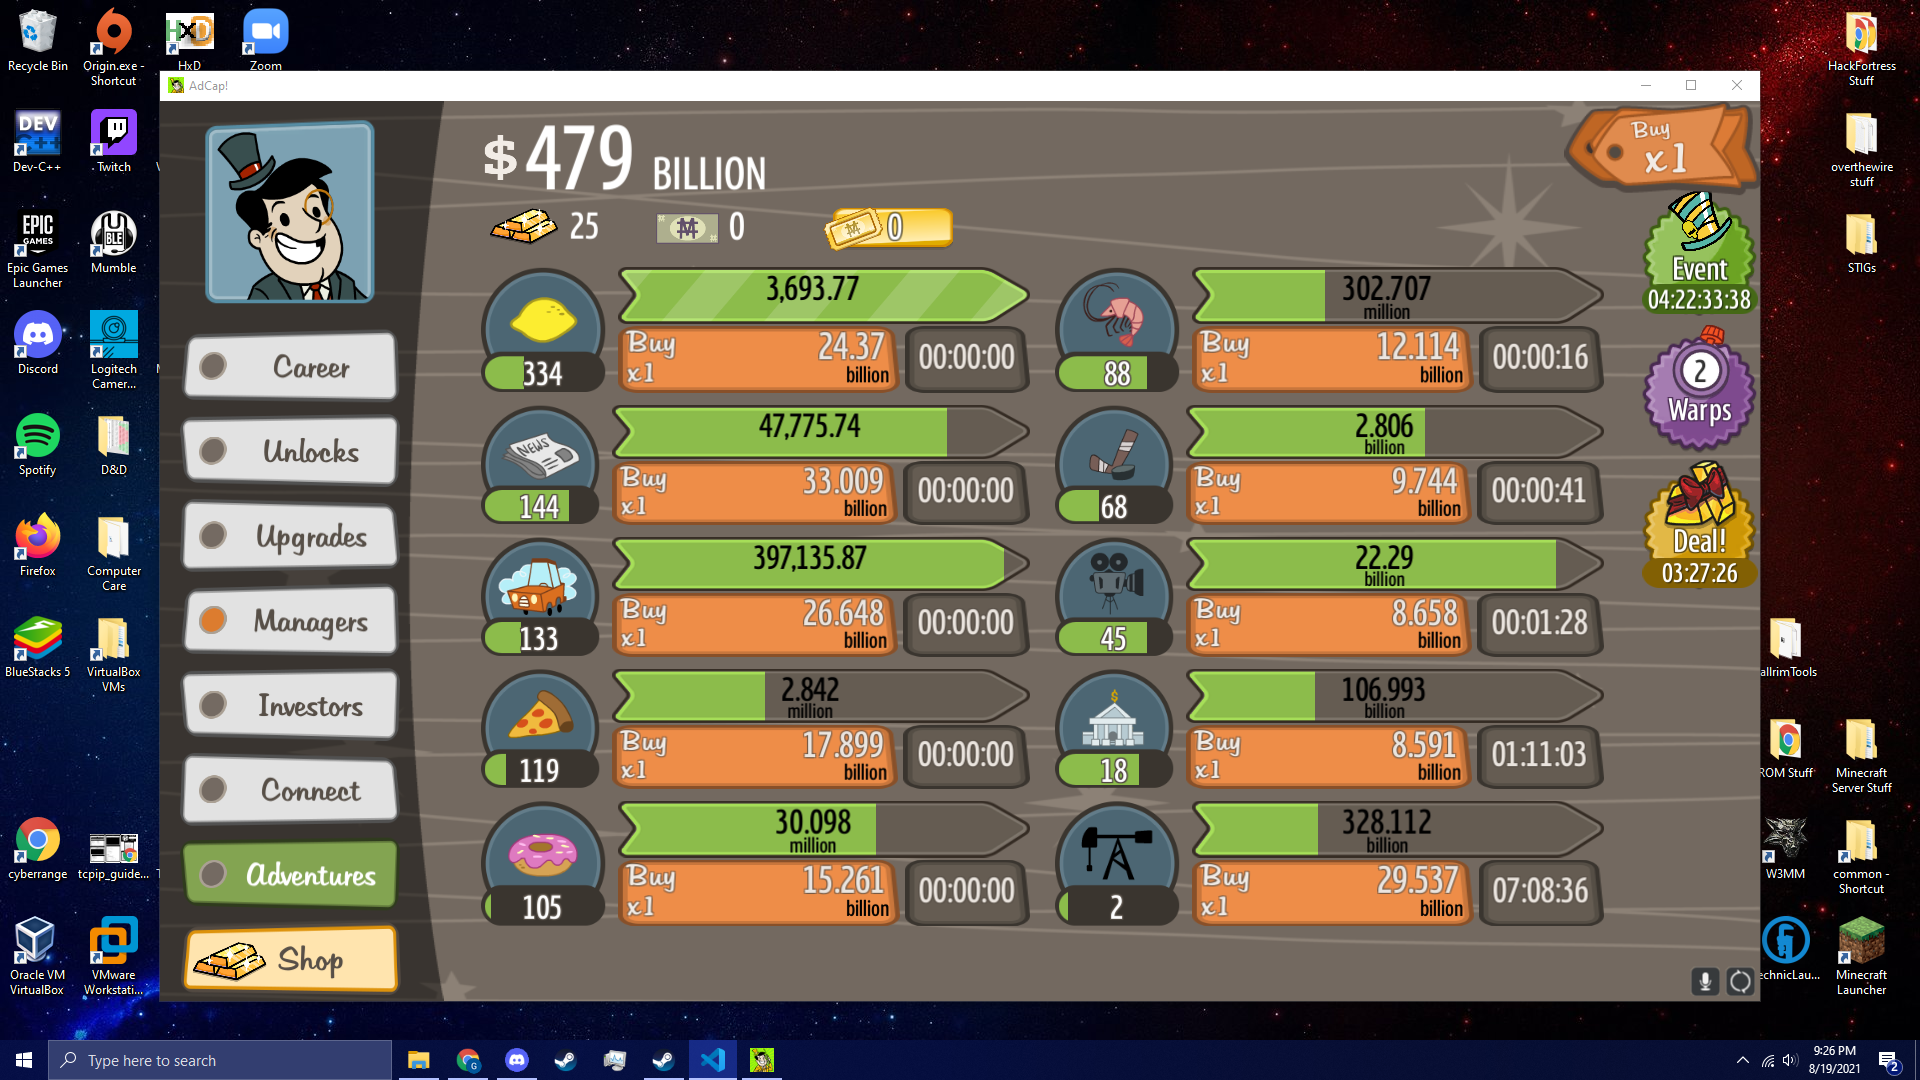 Recycle Bin
Origin.exe -
Shortcut
HxD
HxD
Zoom
HackFortress
Stuff
DEV
C++
Dev-C++
Twitch
overthewire
stuff
EPIC
GAMES
Epic Games
Launcher
BLE
Mumble
STIGs
Discord
Logitech
Camer...
Spotify
D&D
Firefox
Computer
Care
BlueStacks 5
VirtualBox
VMs
allrimTools
ROM Stuff
Minecraft
Server Stuff
cyberrange
tcpip_guide...
W3MM
common -
Shortcut
Oracle VM
VirtualBox
VMware
Workstati...
echnicLau...
Minecraft
Launcher
AdCap!
$479 BILLION
25
0
0
Buy
x1
Event
04:22:33:38
2
Warps
Deal!
03:27:26
Career
Unlocks
Upgrades
Managers
Investors
Connect
Adventures
Shop
3,693.77
334
Buy
x1
24.37
billion
00:00:00
NEWS
47,775.74
144
Buy
x1
33.009
billion
00:00:00
397,135.87
133
Buy
x1
26.648
billion
00:00:00
2.842
million
119
Buy
x1
17.899
billion
00:00:00
30.098
million
105
Buy
x1
15.261
billion
00:00:00
302.707
million
88
Buy
x1
12.114
billion
00:00:16
2.806
billion
68
Buy
x1
9.744
billion
00:00:41
22.29
billion
45
Buy
x1
8.658
billion
00:01:28
$
106.993
billion
18
Buy
x1
8.591
billion
01:11:03
328.112
billion
2
Buy
x1
29.537
billion
07:08:36
Type here to search
G
9:26 PM
8/19/2021
2